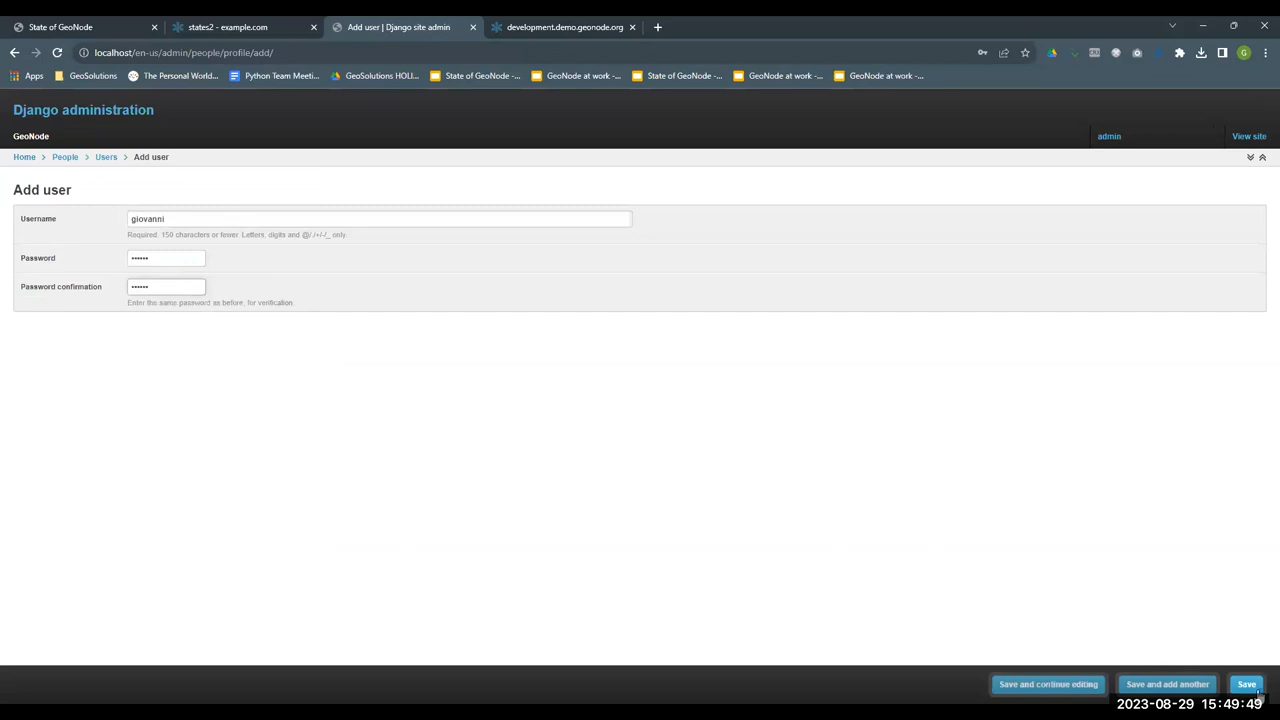 State of GeoNode
states2 - example.com
Add user | Django site admin
development.demo.geonode.org
localhost/en-us/admin/people/profile/add/
G
Apps
GeoSolutions
The Personal World...
Python Team Meeti...
GeoSolutions HOLI...
State of GeoNode -...
GeoNode at work -...
State of GeoNode -...
GeoNode at work -...
GeoNode at work -...
Django administration
GeoNode
admin
View site
Home > People > Users > Add user
Add user
Username
giovanni
Required. 150 characters or fewer. Letters, digits and @/./+/-/_ only.
Password
••••••
Password confirmation
••••••
Enter the same password as before, for verification.
Save and continue editing
Save and add another
Save
2023-08-29 15:49:49